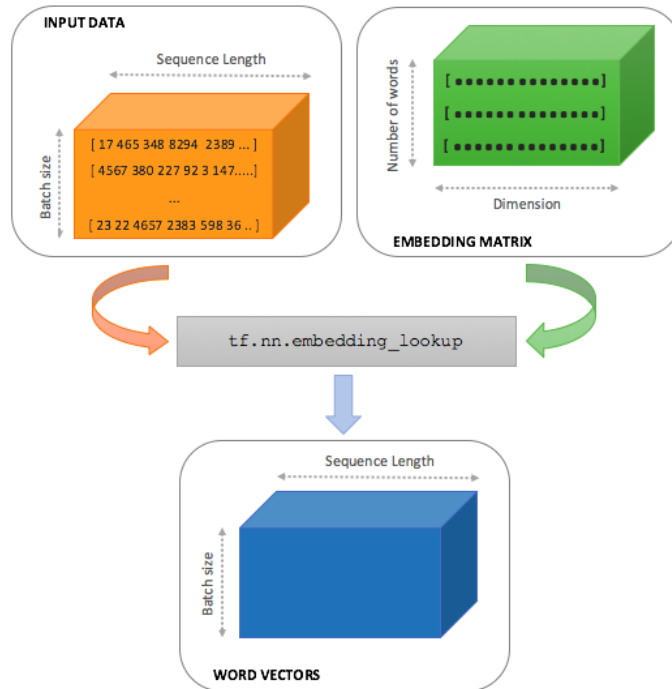 INPUT DATA
Sequence Length
Batch size
[ 17 465 348 8294 2389 ... ]
[ 4567 380 227 92 3 147.....]
...
[ 23 22 4657 2383 598 36 .. ]
Number of words
[ ▪▪▪▪▪▪▪▪▪▪▪▪▪▪ ]
[ ▪▪▪▪▪▪▪▪▪▪▪▪▪▪ ]
[ ▪▪▪▪▪▪▪▪▪▪▪▪▪▪ ]
Dimension
EMBEDDING MATRIX
tf.nn.embedding_lookup
Sequence Length
Batch size
WORD VECTORS